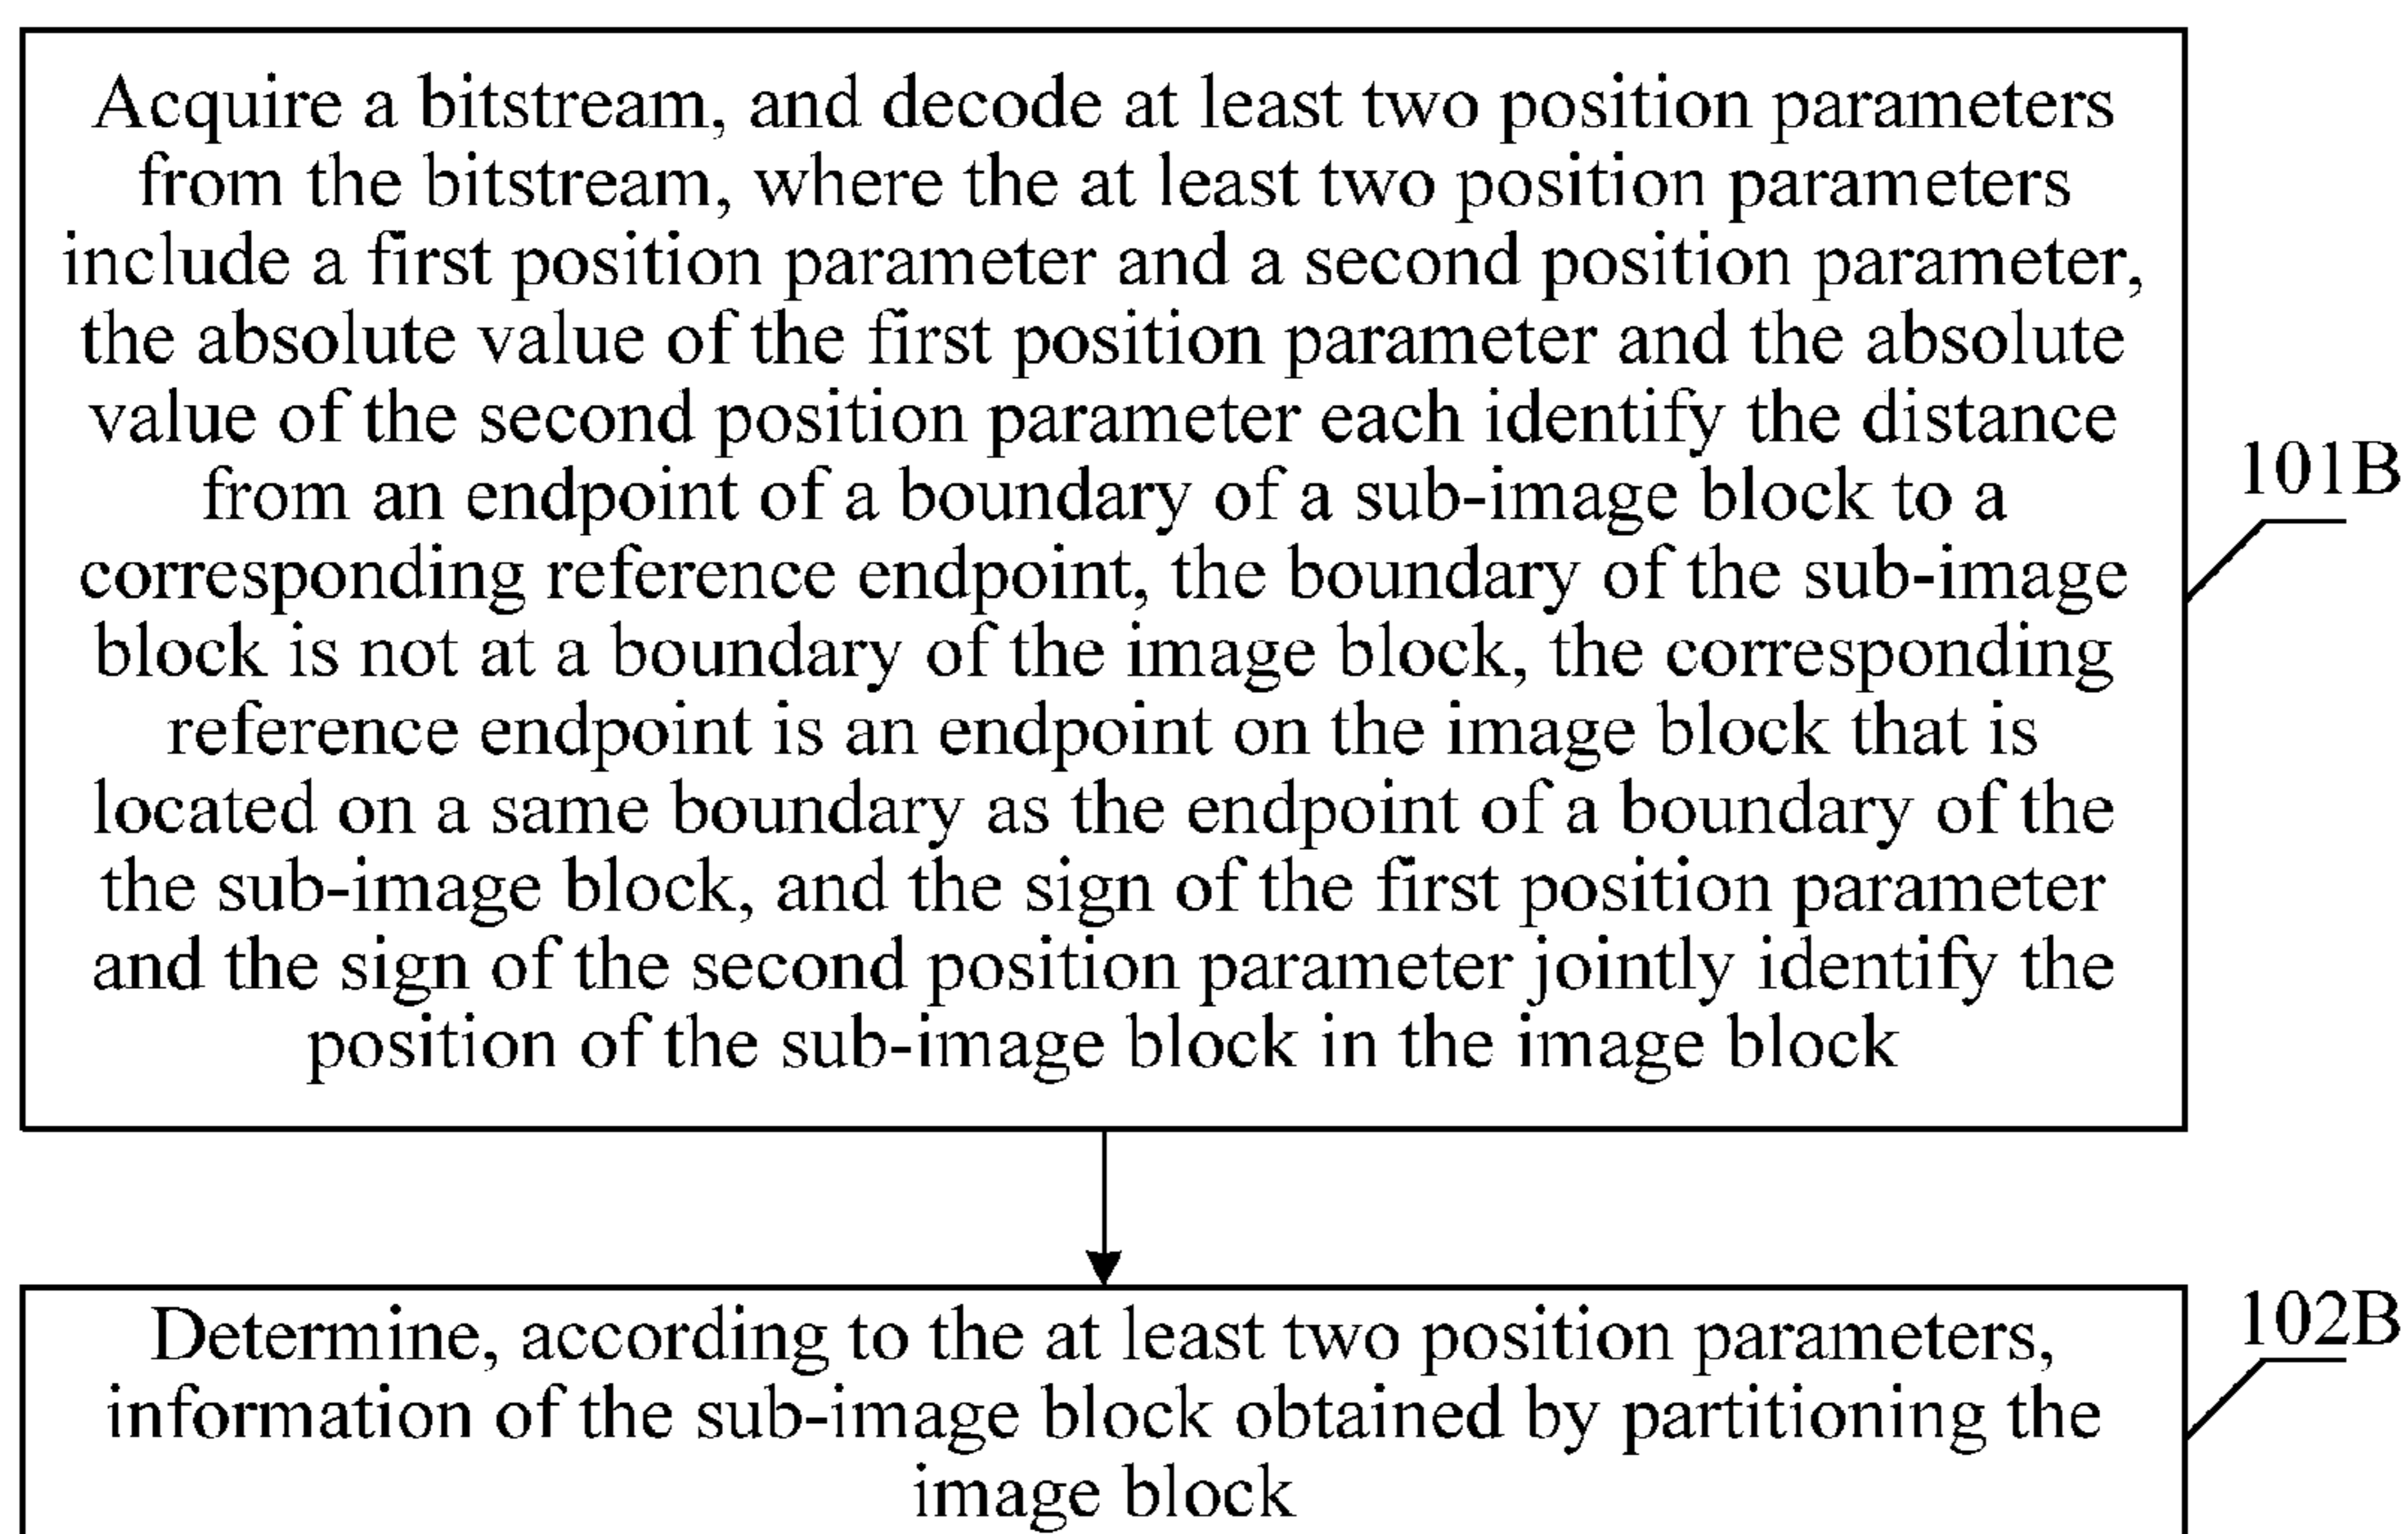 Acquire a bitstream, and decode at least two position parameters
from the bitstream, where the at least two position parameters
include a first position parameter and a second position parameter,
the absolute value of the first position parameter and the absolute
value of the second position parameter each identify the distance
from an endpoint of a boundary of a sub-image block to a
corresponding reference endpoint, the boundary of the sub-image
block is not at a boundary of the image block, the corresponding
reference endpoint is an endpoint on the image block that is
located on a same boundary as the endpoint of a boundary of the
the sub-image block, and the sign of the first position parameter
and the sign of the second position parameter jointly identify the
position of the sub-image block in the image block
101B
Determine, according to the at least two position parameters,
information of the sub-image block obtained by partitioning the
image block
102B